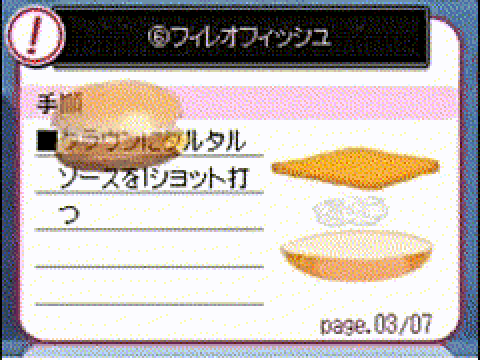 ⑥フィレオフィッシュ
手順
■クラウンにタルタル
ソースを1ショット打
つ
page.03/07